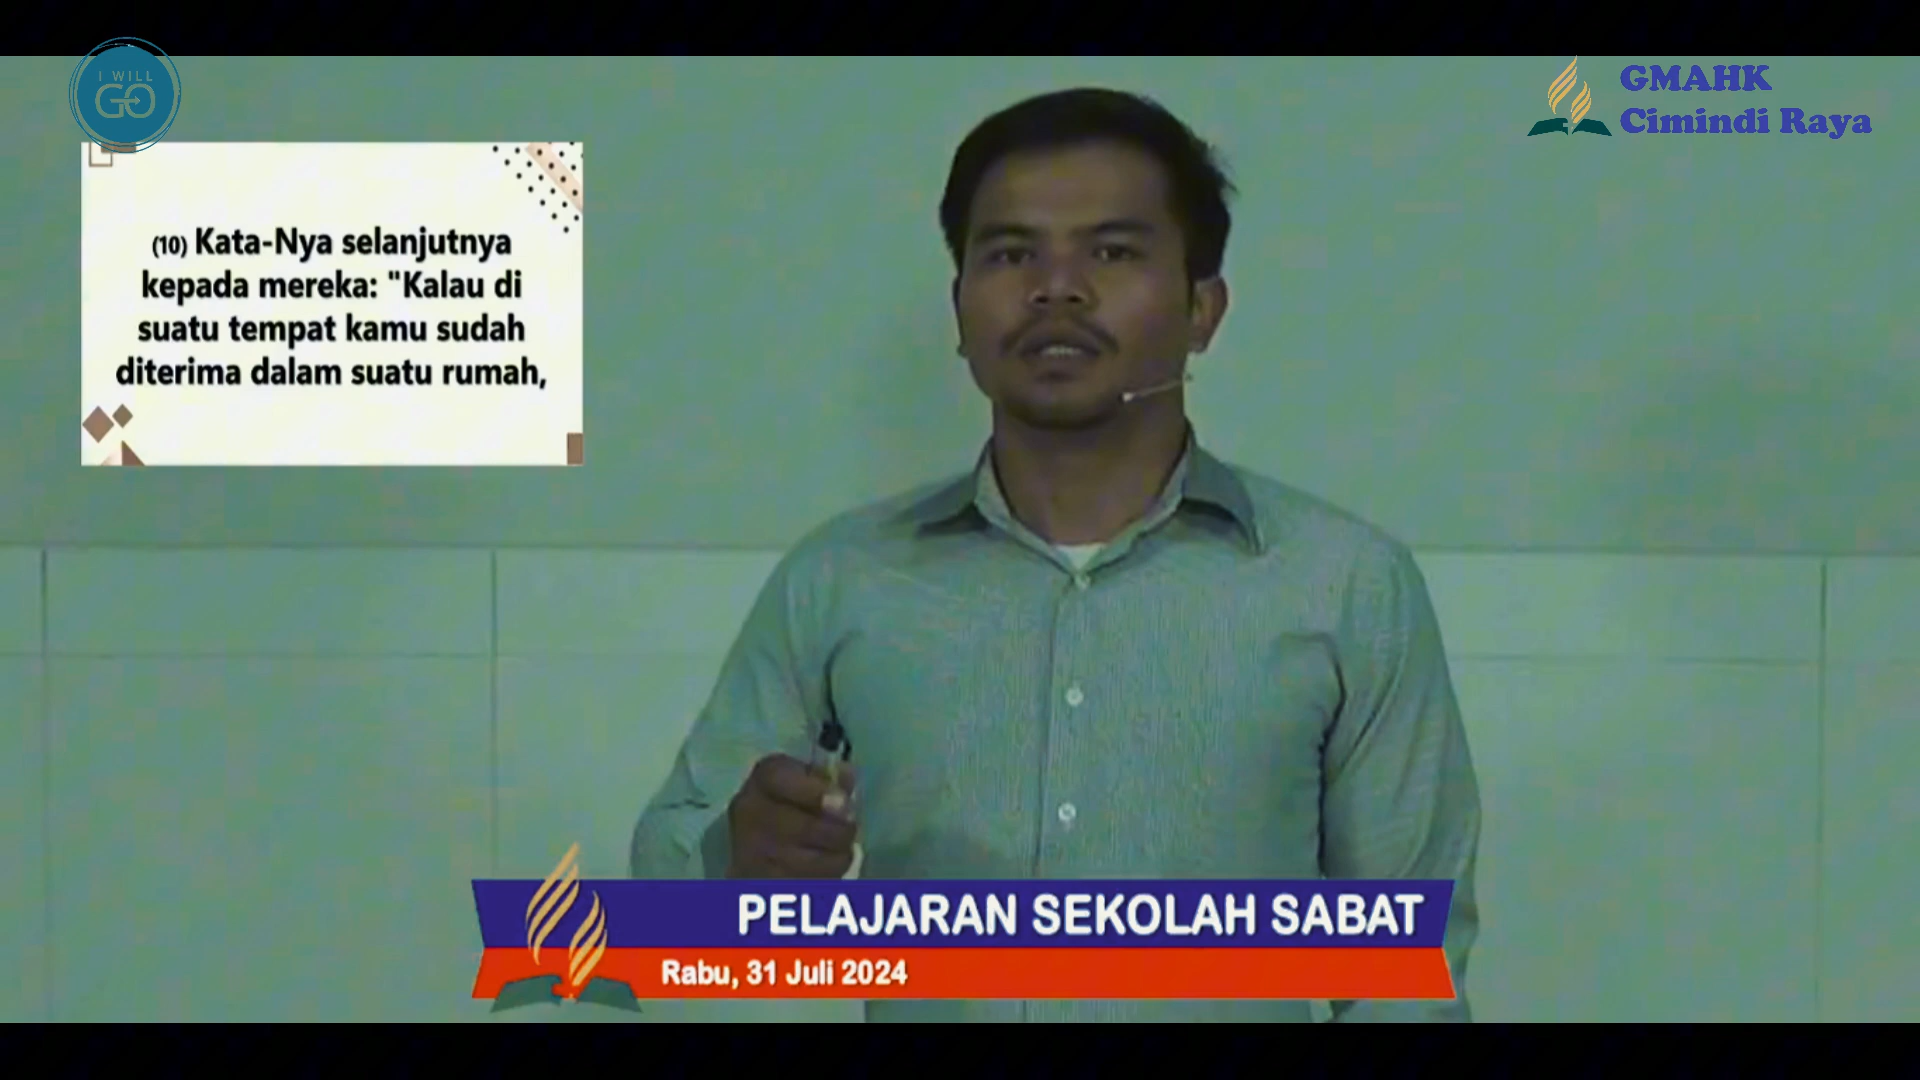 I WILL
GO
GMAHK
Cimindi Raya
(10) Kata-Nya selanjutnya
kepada mereka: "Kalau di
suatu tempat kamu sudah
diterima dalam suatu rumah,
PELAJARAN SEKOLAH SABAT
Rabu, 31 Juli 2024